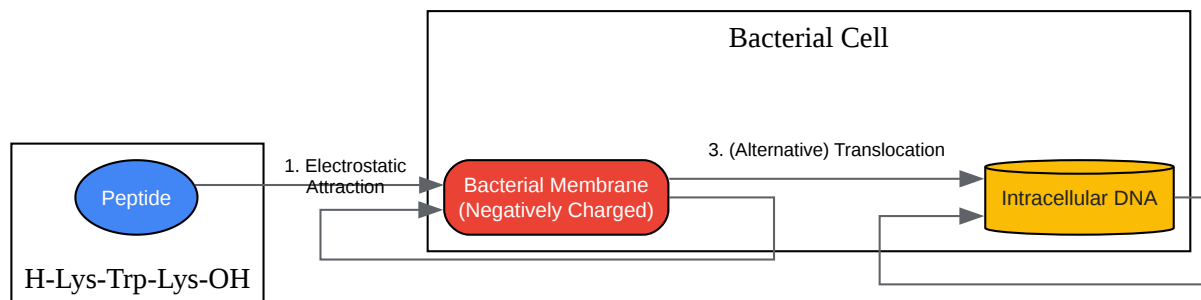 Bacterial Cell
1. Electrostatic
Attraction
3. (Alternative) Translocation
Peptide
Bacterial Membrane
(Negatively Charged)
Intracellular DNA
H-Lys-Trp-Lys-OH